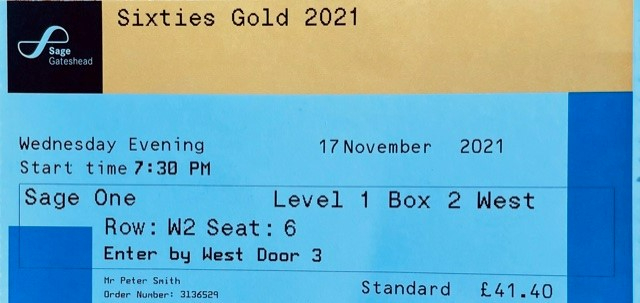 Sixties Gold 2021
Sage
Gateshead
Wednesday Evening 17 November 2021
Start time 7:30 PM
Sage One Level 1 Box 2 West
Row: W2 Seat: 6
Enter by West Door 3
Mr Peter Smith
Order Number: 3136529
Standard £41.40